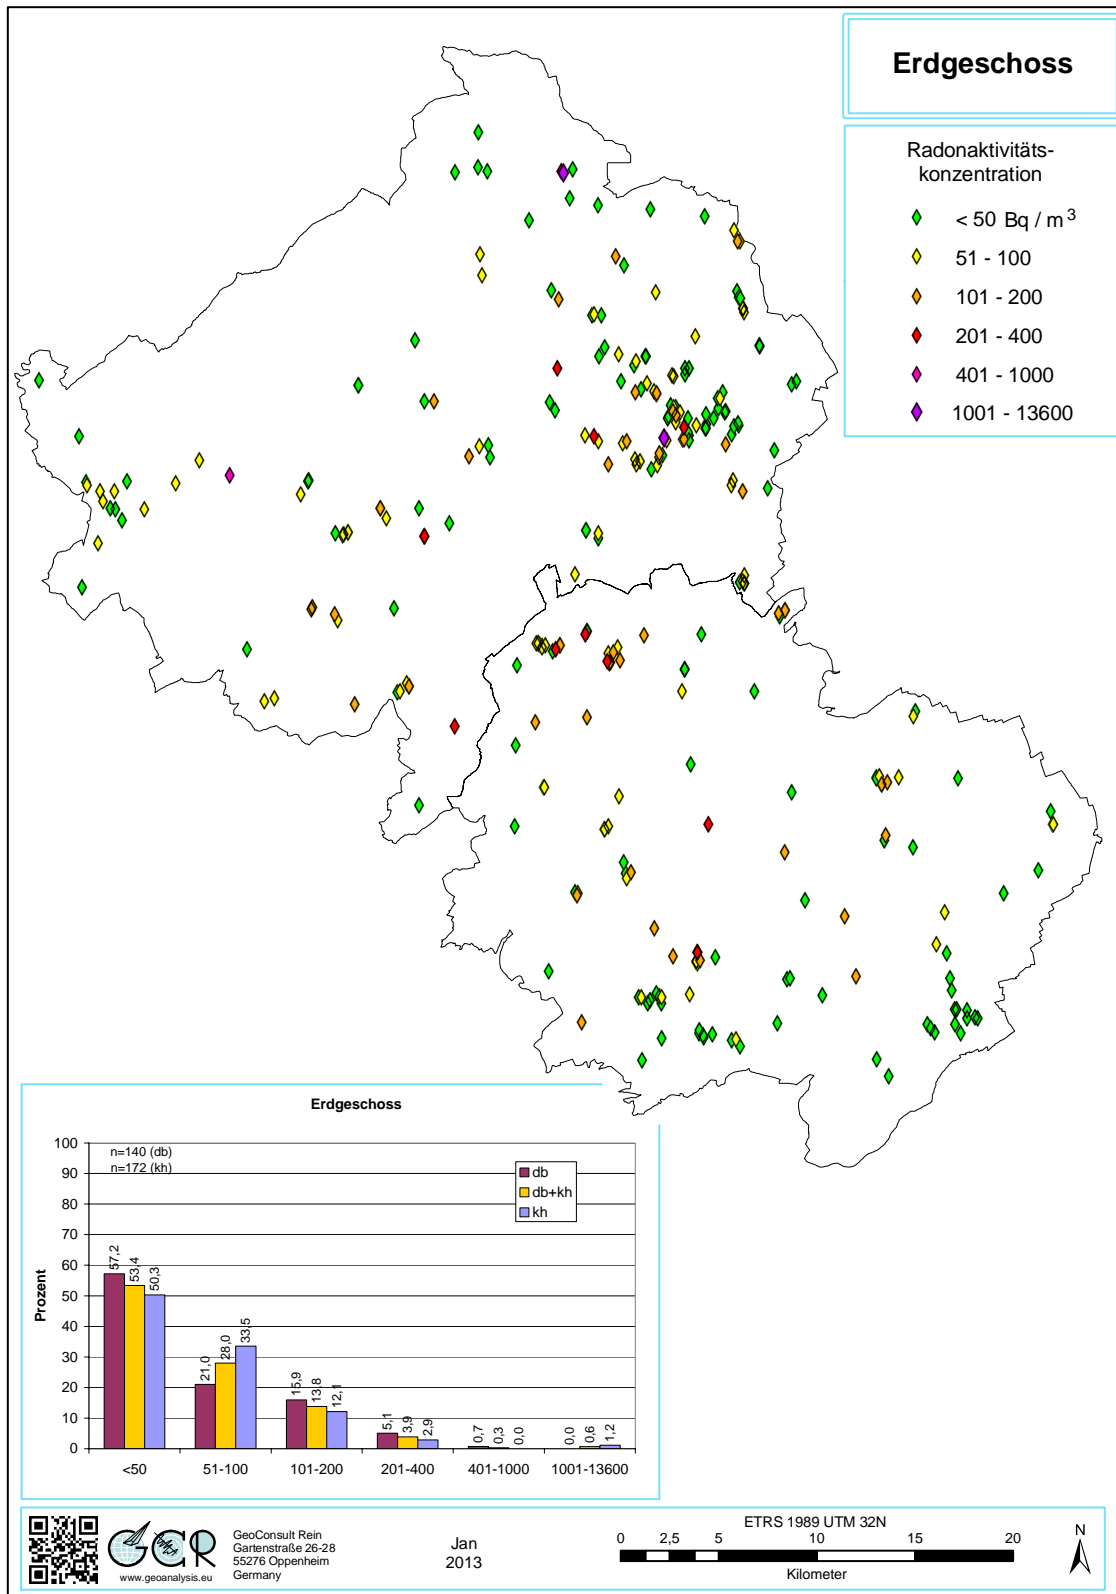 Erdgeschoss
Radonaktivitäts-
konzentration
< 50 Bq / m³
51 - 100
101 - 200
201 - 400
401 - 1000
1001 - 13600
Erdgeschoss
n=140 (db)
n=172 (kh)
db
db+kh
kh
Prozent
100
90
80
70
60
50
40
30
20
10
0
57,2
53,4
50,3
21,0
28,0
33,5
15,9
13,8
12,1
5,1
3,9
2,9
0,7
0,3
0,0
0,0
0,6
1,2
<50
51-100
101-200
201-400
401-1000
1001-13600
GCR
www.geoanalysis.eu
GeoConsult Rein
Gartenstraße 26-28
55276 Oppenheim
Germany
Jan
2013
ETRS 1989 UTM 32N
0 2,5 5 10 15 20
Kilometer
N